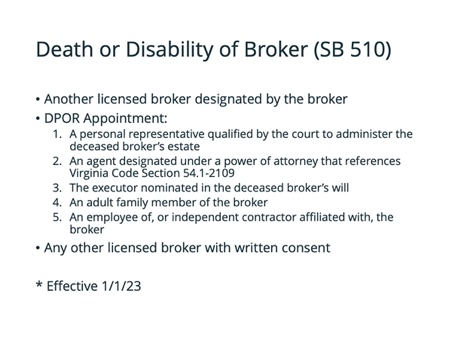 Death or Disability of Broker (SB 510)
• Another licensed broker designated by the broker
• DPOR Appointment:
1. A personal representative qualified by the court to administer the
deceased broker's estate
2. An agent designated under a power of attorney that references
Virginia Code Section 54.1-2109
3. The executor nominated in the deceased broker's will
4. An adult family member of the broker
5. An employee of, or independent contractor affiliated with, the
broker
• Any other licensed broker with written consent
* Effective 1/1/23